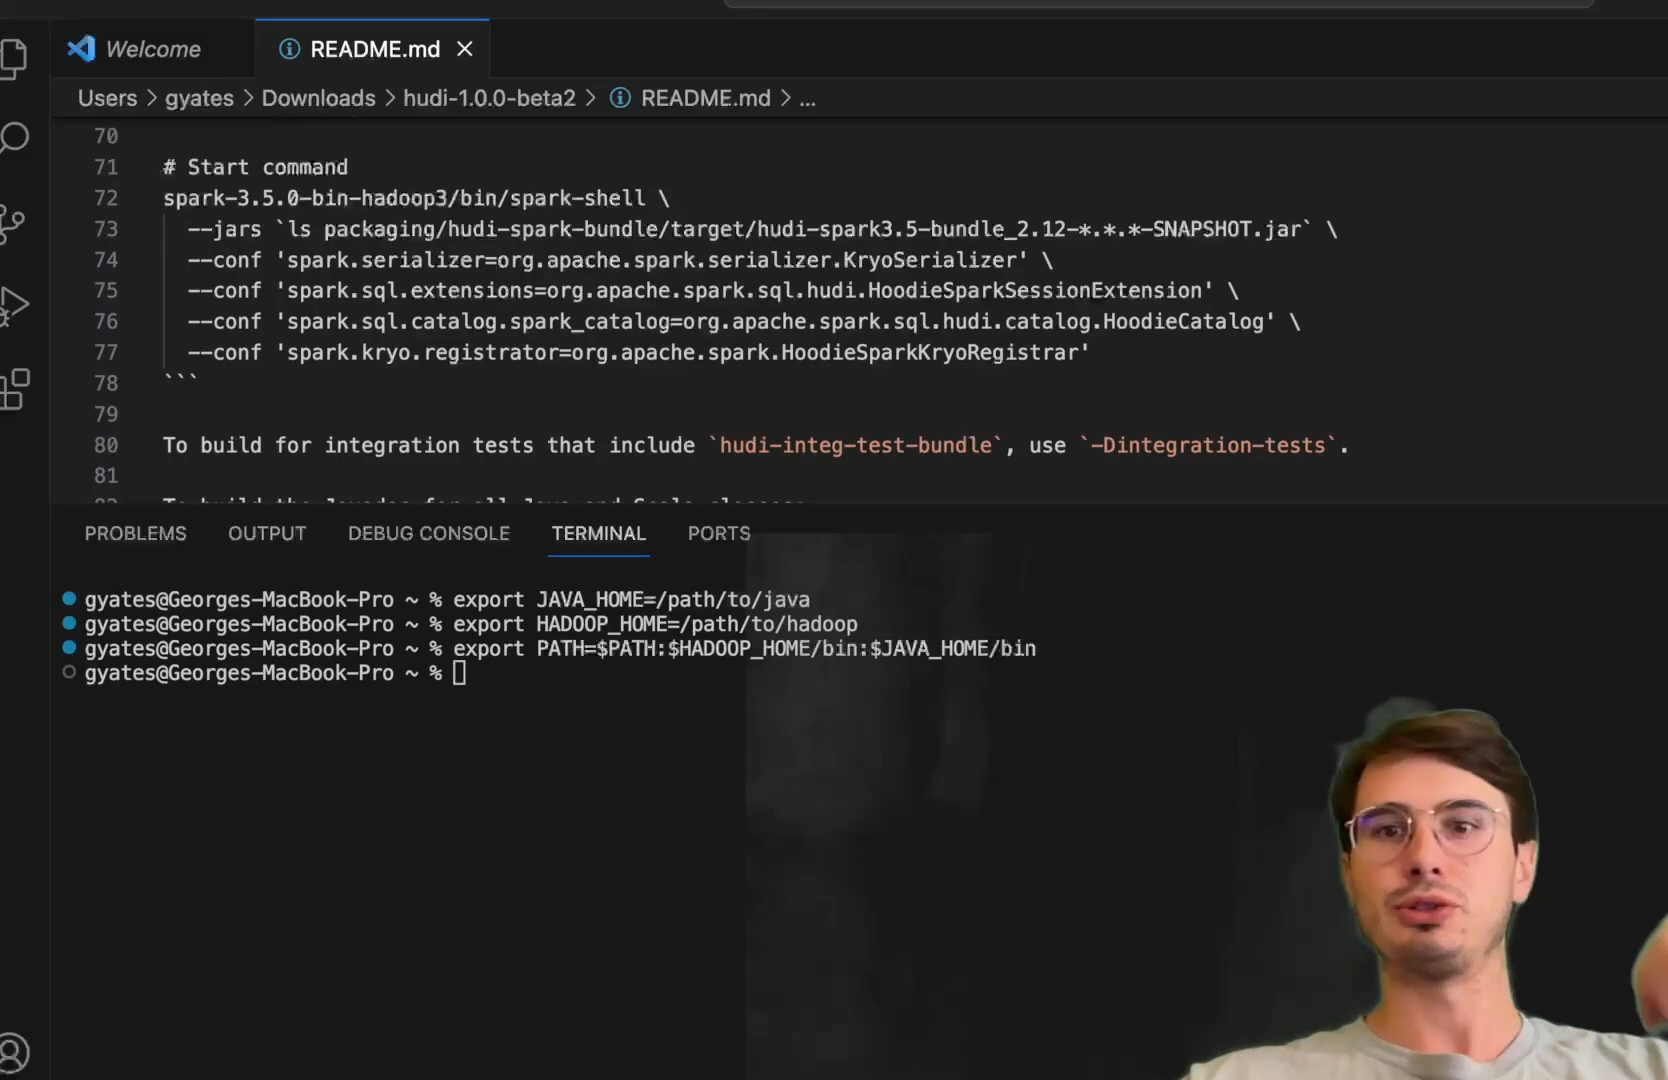 Welcome
README.md
Users > gyates > Downloads > hudi-1.0.0-beta2 > README.md > ...
70
71 # Start command
72 spark-3.5.0-bin-hadoop3/bin/spark-shell \
73 --jars `ls packaging/hudi-spark-bundle/target/hudi-spark3.5-bundle_2.12-*.*.*-SNAPSHOT.jar` \
74 --conf 'spark.serializer=org.apache.spark.serializer.KryoSerializer' \
75 --conf 'spark.sql.extensions=org.apache.spark.sql.hudi.HoodieSparkSessionExtension' \
76 --conf 'spark.sql.catalog.spark_catalog=org.apache.spark.sql.hudi.catalog.HoodieCatalog' \
77 --conf 'spark.kryo.registrator=org.apache.spark.HoodieSparkKryoRegistrar'
78 ```
79
80 To build for integration tests that include `hudi-integ-test-bundle`, use `-Dintegration-tests`.
81
PROBLEMS OUTPUT DEBUG CONSOLE TERMINAL PORTS
gyates@Georges-MacBook-Pro ~ % export JAVA_HOME=/path/to/java
gyates@Georges-MacBook-Pro ~ % export HADOOP_HOME=/path/to/hadoop
gyates@Georges-MacBook-Pro ~ % export PATH=$PATH:$HADOOP_HOME/bin:$JAVA_HOME/bin
gyates@Georges-MacBook-Pro ~ %